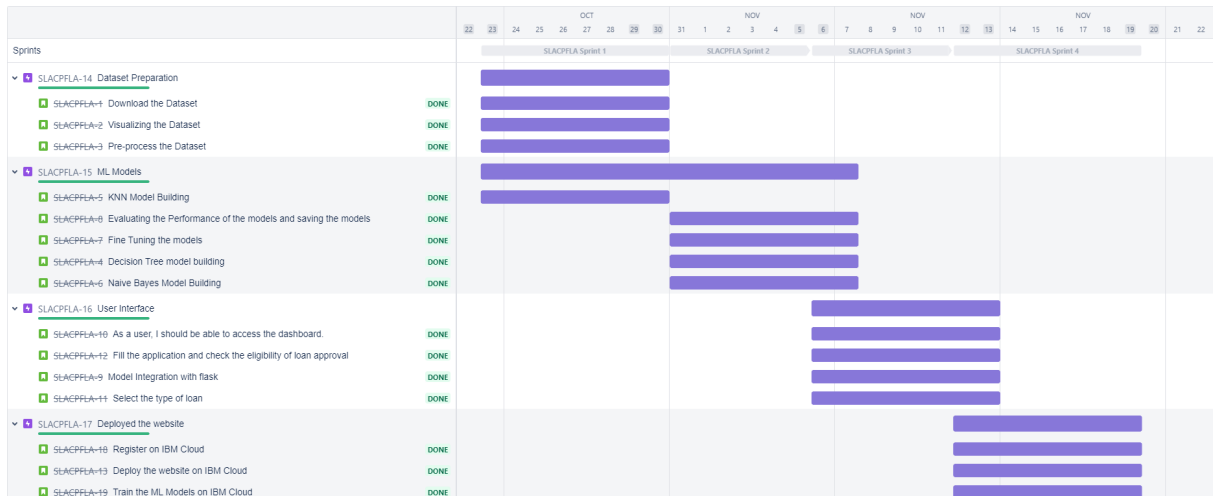 OCT NOV NOV NOV
22 23 24 25 26 27 28 29 30 31 1 2 3 4 5 6 7 8 9 10 11 12 13 14 15 16 17 18 19 20 21 22
Sprints SLACPFLA Sprint 1 SLACPFLA Sprint 2 SLACPFLA Sprint 3 SLACPFLA Sprint 4
SLACPFLA-14 Dataset Preparation
SLACPFLA-1 Download the Dataset DONE
SLACPFLA-2 Visualizing the Dataset DONE
SLACPFLA-3 Pre-process the Dataset DONE
SLACPFLA-15 ML Models
SLACPFLA-5 KNN Model Building DONE
SLACPFLA-8 Evaluating the Performance of the models and saving the models DONE
SLACPFLA-7 Fine Tuning the models DONE
SLACPFLA-4 Decision Tree model building DONE
SLACPFLA-6 Naive Bayes Model Building DONE
SLACPFLA-16 User Interface
SLACPFLA-10 As a user, I should be able to access the dashboard. DONE
SLACPFLA-12 Fill the application and check the eligibility of loan approval DONE
SLACPFLA-9 Model Integration with flask DONE
SLACPFLA-11 Select the type of loan DONE
SLACPFLA-17 Deployed the website
SLACPFLA-18 Register on IBM Cloud DONE
SLACPFLA-13 Deploy the website on IBM Cloud DONE
SLACPFLA-19 Train the ML Models on IBM Cloud DONE